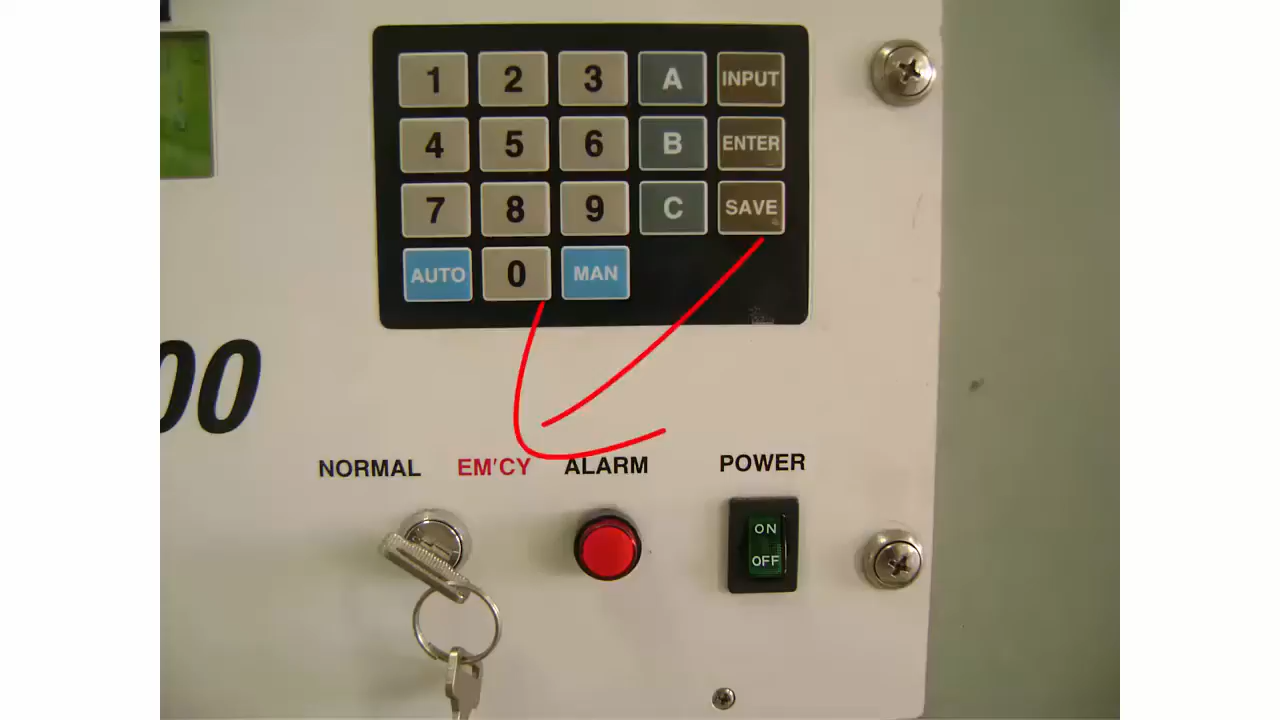 1 2 3 A INPUT
4 5 6 B ENTER
7 8 9 C SAVE
AUTO 0 MAN
00
NORMAL EM'CY ALARM POWER
ON
OFF